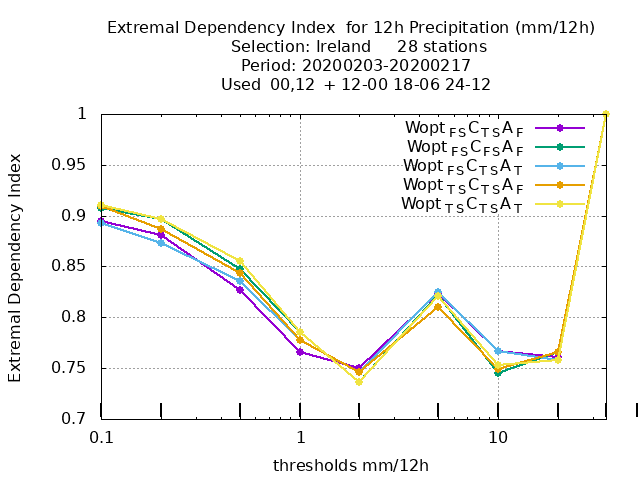 Extremal Dependency Index  for 12h Precipitation (mm/12h)
Selection: Ireland     28 stations
Period: 20200203-20200217
Used  00,12  + 12-00 18-06 24-12
Wopt FS C TS A F
Wopt FS C FS A F
Wopt FS C TS A T
Wopt TS C TS A F
Wopt TS C TS A T
1
0.95
0.9
0.85
0.8
0.75
0.7
Extremal Dependency Index
0.1 1 10
thresholds mm/12h